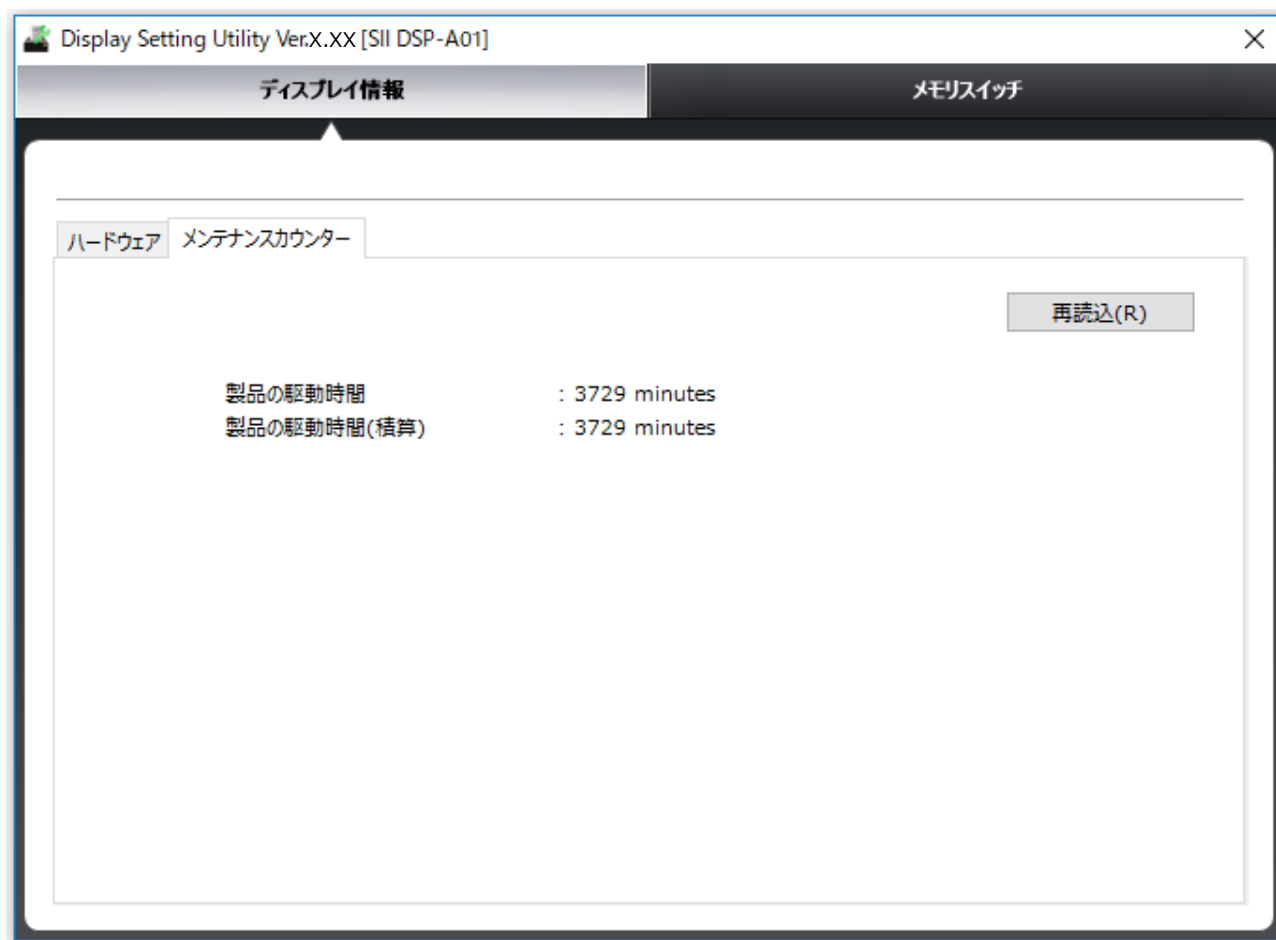 Display Setting Utility Ver.X.XX [SII DSP-A01]
ディスプレイ情報 メモリスイッチ
ハードウェア メンテナンスカウンター
再読込(R)
製品の駆動時間 : 3729 minutes
製品の駆動時間(積算) : 3729 minutes